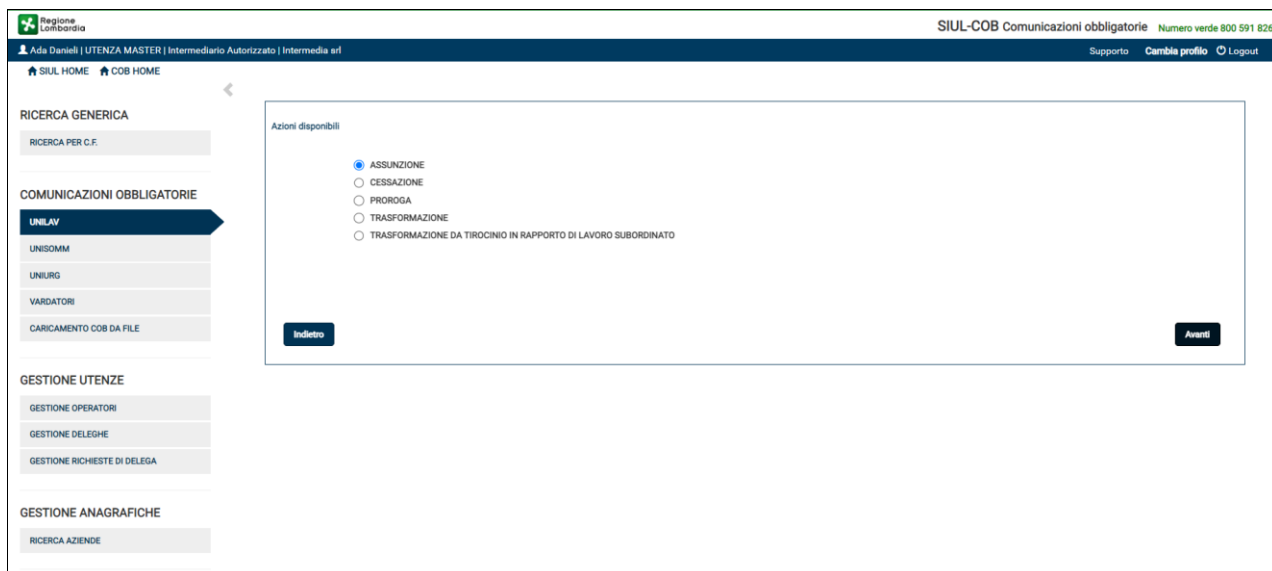 Regione
Lombardia
SIUL-COB Comunicazioni obbligatorie Numero verde 800 591 826
Ada Danieli | UTENZA MASTER | Intermediario Autorizzato | Intermedia srl
Supporto Cambia profilo Logout
SIUL HOME COB HOME
RICERCA GENERICA
RICERCA PER C.F.
COMUNICAZIONI OBBLIGATORIE
UNILAV
UNISOMM
UNIURG
VARDATORI
CARICAMENTO COB DA FILE
GESTIONE UTENZE
GESTIONE OPERATORI
GESTIONE DELEGHE
GESTIONE RICHIESTE DI DELEGA
GESTIONE ANAGRAFICHE
RICERCA AZIENDE
Azioni disponibili
ASSUNZIONE
CESSAZIONE
PROROGA
TRASFORMAZIONE
TRASFORMAZIONE DA TIROCINIO IN RAPPORTO DI LAVORO SUBORDINATO
Indietro
Avanti